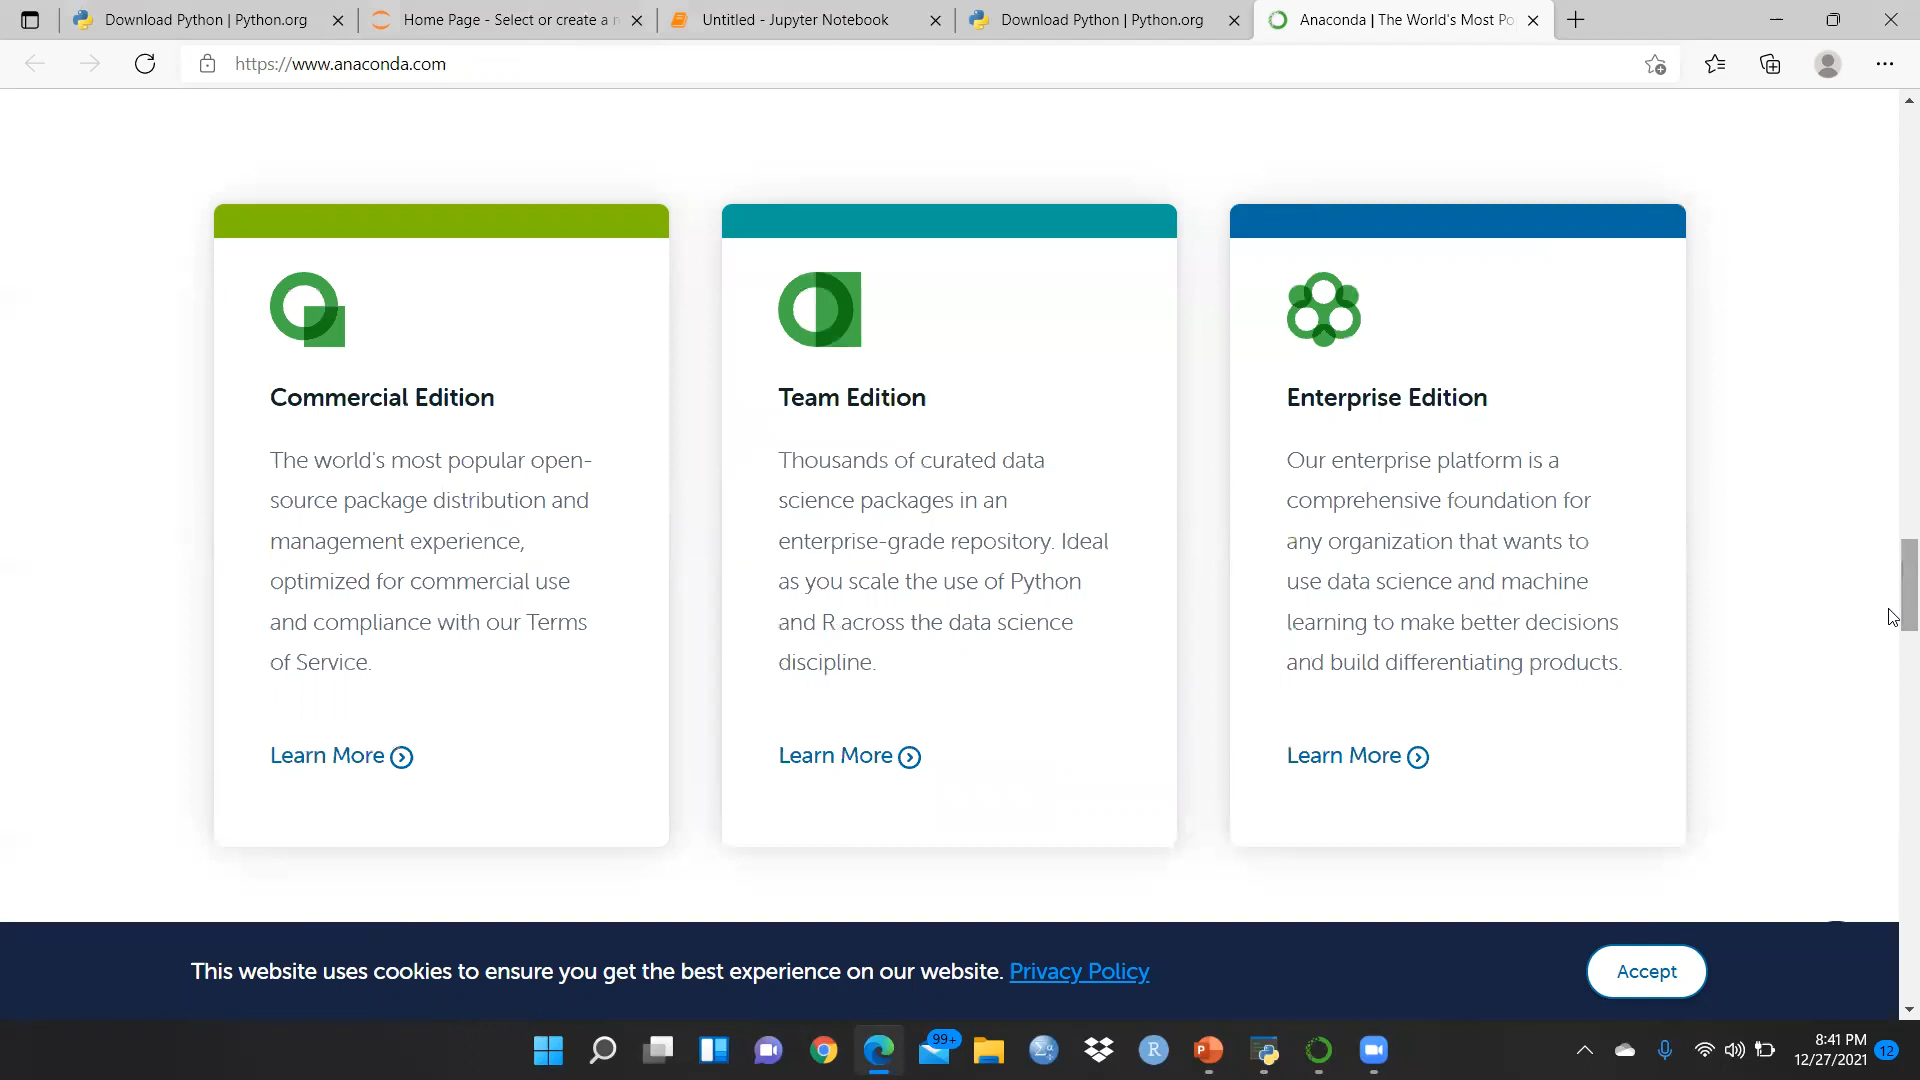 Download Python | Python.org
Home Page - Select or create a n
Untitled - Jupyter Notebook
Download Python | Python.org
Anaconda | The World's Most Po
https://www.anaconda.com
Commercial Edition
The world's most popular open-
source package distribution and
management experience,
optimized for commercial use
and compliance with our Terms
of Service.
Learn More
Team Edition
Thousands of curated data
science packages in an
enterprise-grade repository. Ideal
as you scale the use of Python
and R across the data science
discipline.
Learn More
Enterprise Edition
Our enterprise platform is a
comprehensive foundation for
any organization that wants to
use data science and machine
learning to make better decisions
and build differentiating products.
Learn More
This website uses cookies to ensure you get the best experience on our website. Privacy Policy
Accept
99+
R
P
8:41 PM
12/27/2021
12